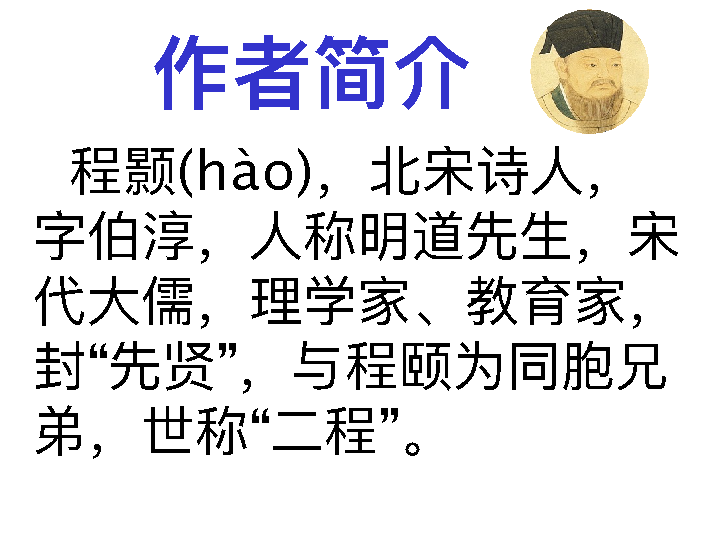 作者简介
程颢(hào)，北宋诗人，
字伯淳，人称明道先生，宋
代大儒，理学家、教育家，
封“先贤”，与程颐为同胞兄
弟，世称“二程”。